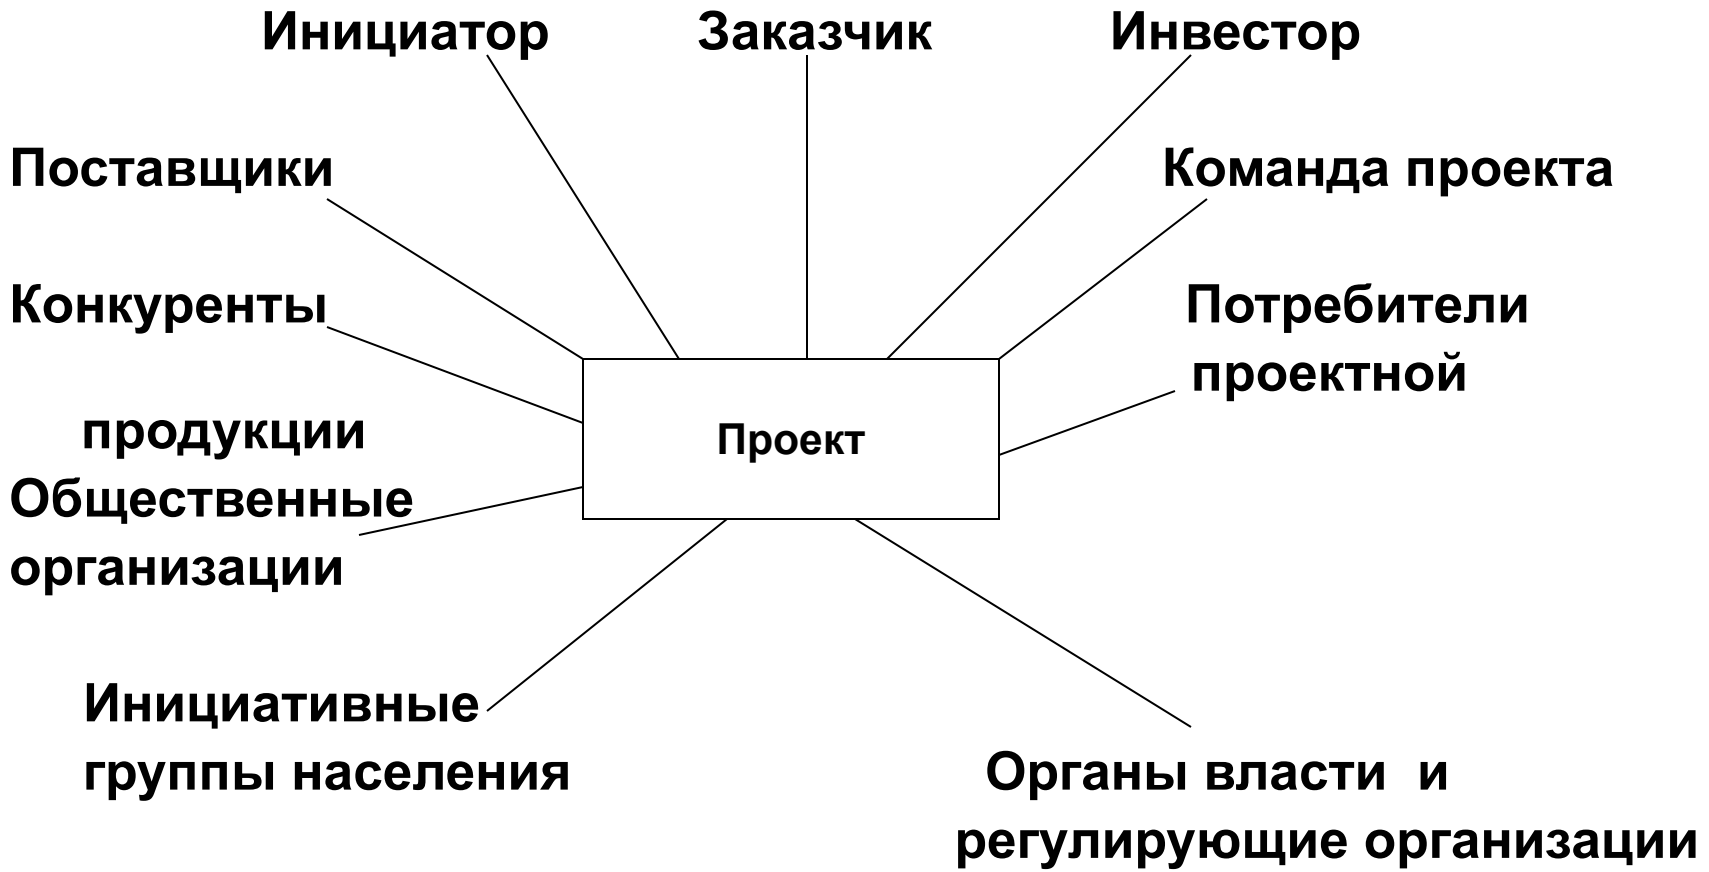 Инициатор Заказчик Инвестор
Поставщики Команда проекта
Конкуренты Потребители
проектной
продукции
Проект
Общественные
организации
Инициативные
группы населения
Органы власти и
регулирующие организации